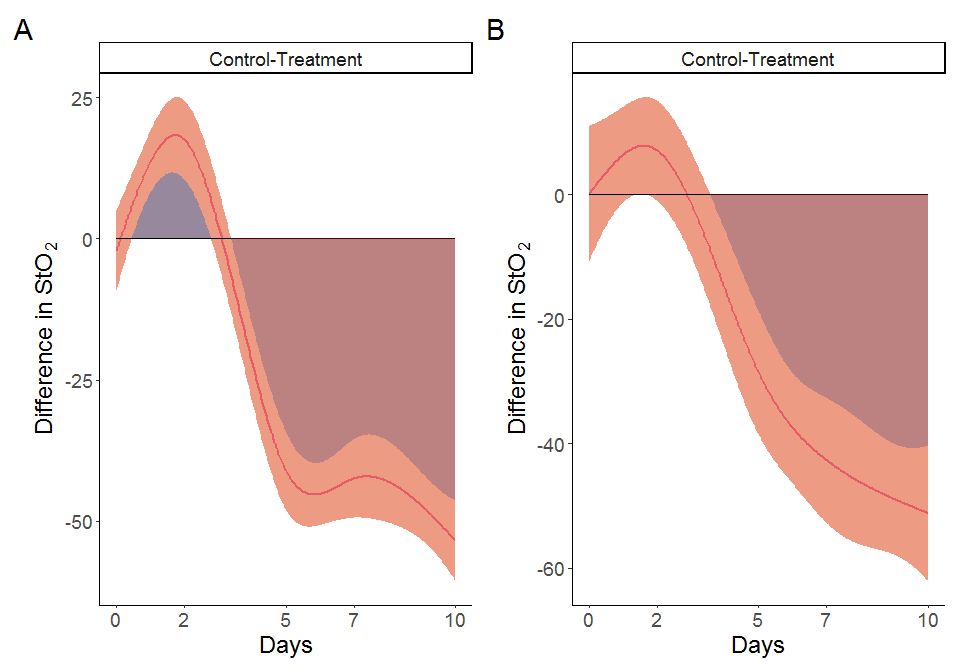 A
Control-Treatment
Difference in StO₂
25
0
-25
-50
0 2 5 7 10
Days
B
Control-Treatment
Difference in StO₂
0
-20
-40
-60
0 2 5 7 10
Days